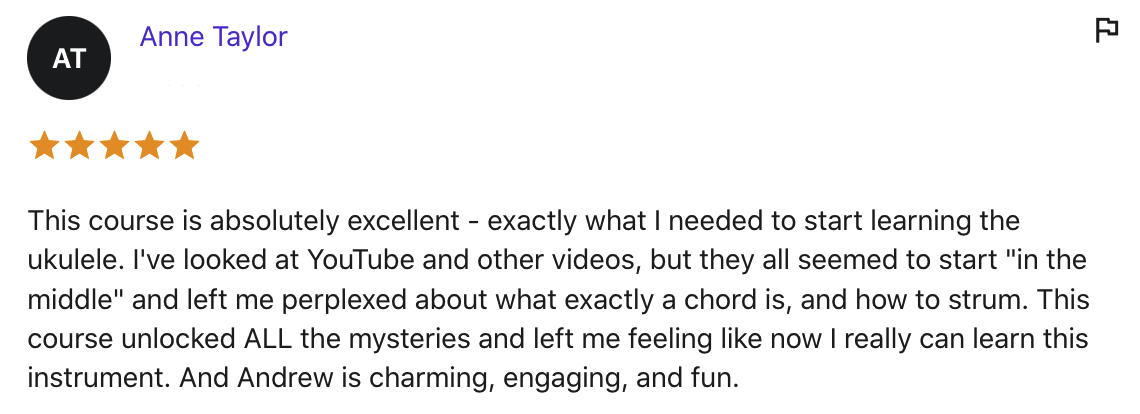 AT
Anne Taylor
This course is absolutely excellent - exactly what I needed to start learning the
ukulele. I've looked at YouTube and other videos, but they all seemed to start "in the
middle" and left me perplexed about what exactly a chord is, and how to strum. This
course unlocked ALL the mysteries and left me feeling like now I really can learn this
instrument. And Andrew is charming, engaging, and fun.